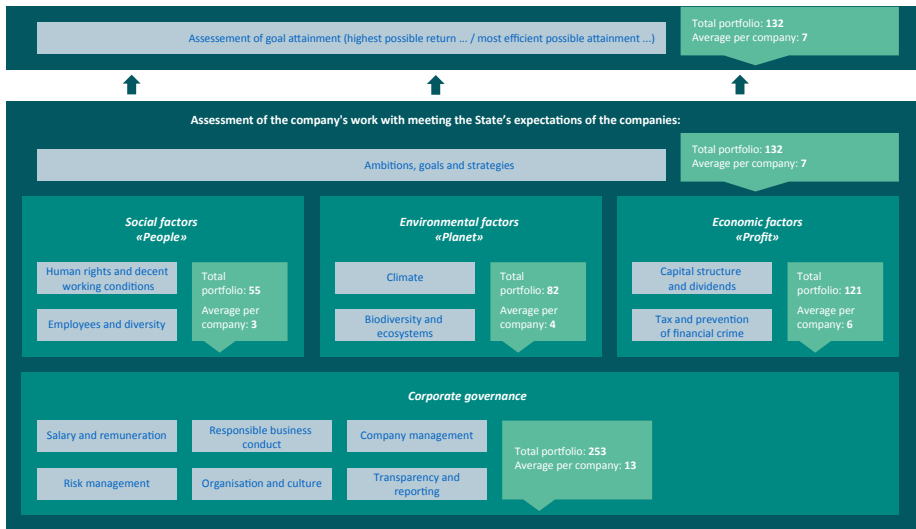 Assessement of goal attainment (highest possible return ... / most efficient possible attainment ...)
Total portfolio: 132
Average per company: 7
Assessment of the company's work with meeting the State’s expectations of the companies:
Ambitions, goals and strategies
Total portfolio: 132
Average per company: 7
Social factors
«People»
Human rights and decent
working conditions
Employees and diversity
Total
portfolio: 55
Average per
company: 3
Environmental factors
«Planet»
Climate
Biodiversity and
ecosystems
Total
portfolio: 82
Average per
company: 4
Economic factors
«Profit»
Capital structure
and dividends
Tax and prevention
of financial crime
Total
portfolio: 121
Average per
company: 6
Corporate governance
Salary and remuneration
Responsible business
conduct
Company management
Risk management
Organisation and culture
Transparency and
reporting
Total portfolio: 253
Average per company: 13